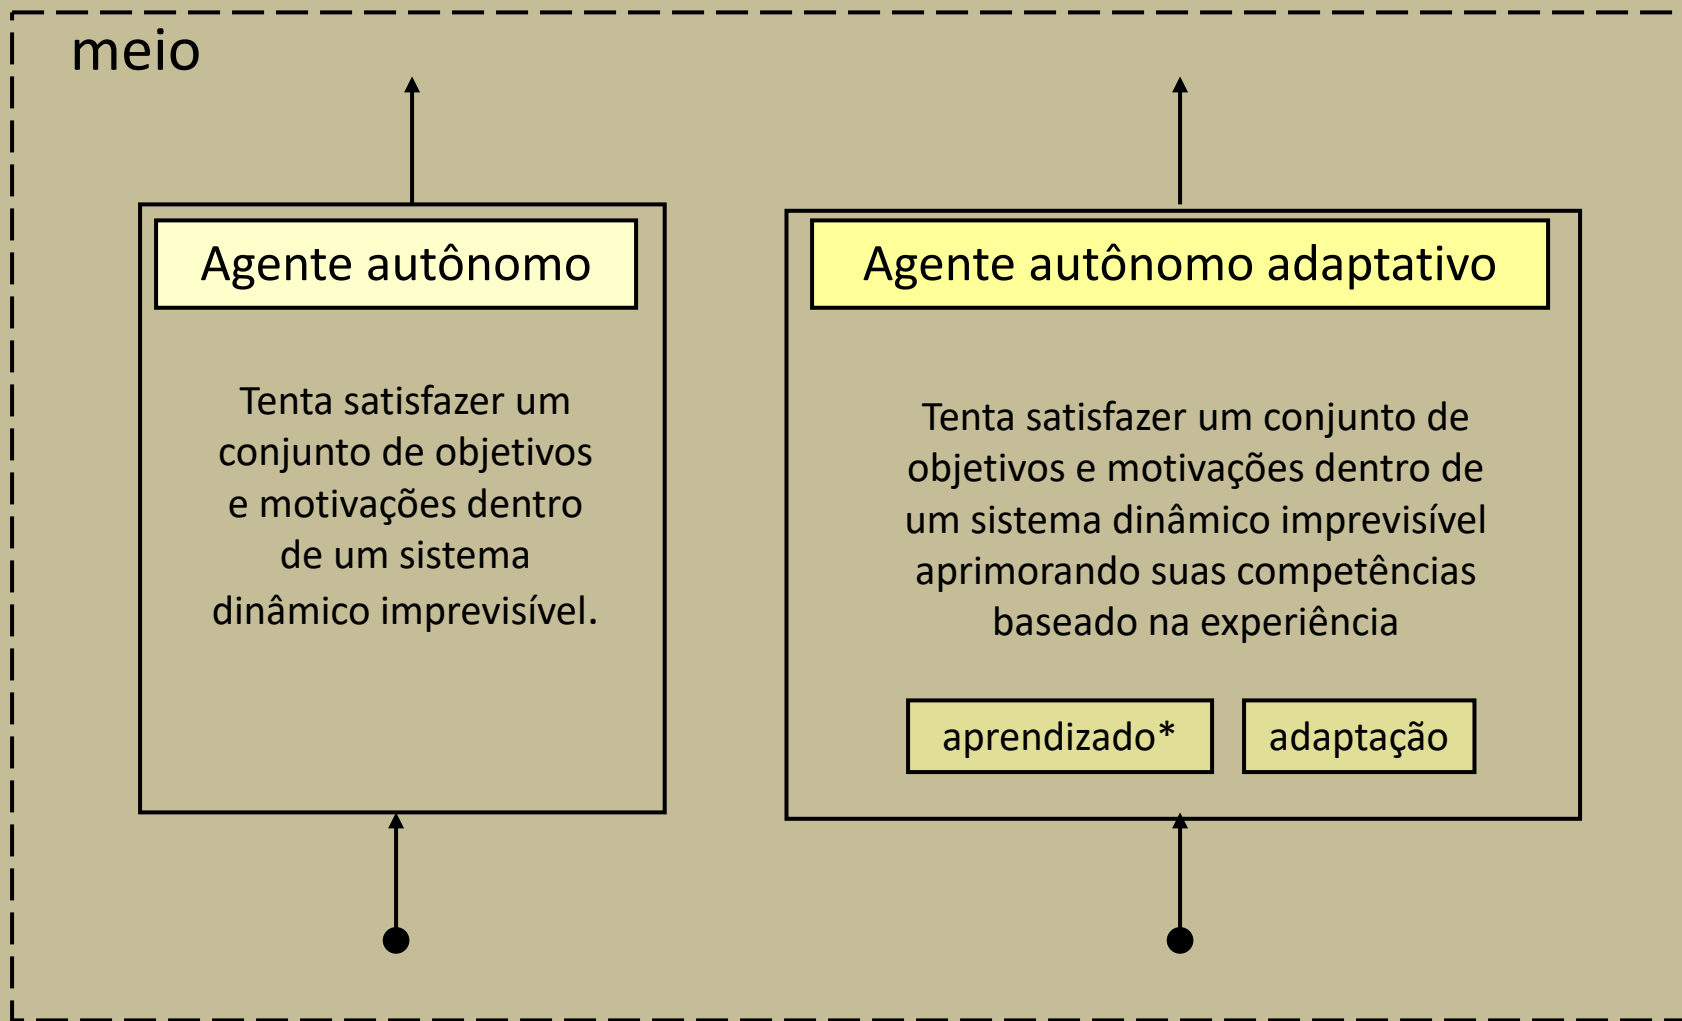 meio
Agente autônomo
Tenta satisfazer um
conjunto de objetivos
e motivações dentro
de um sistema
dinâmico imprevisível.
Agente autônomo adaptativo
Tenta satisfazer um conjunto de
objetivos e motivações dentro de
um sistema dinâmico imprevisível
aprimorando suas competências
baseado na experiência
aprendizado*
adaptação